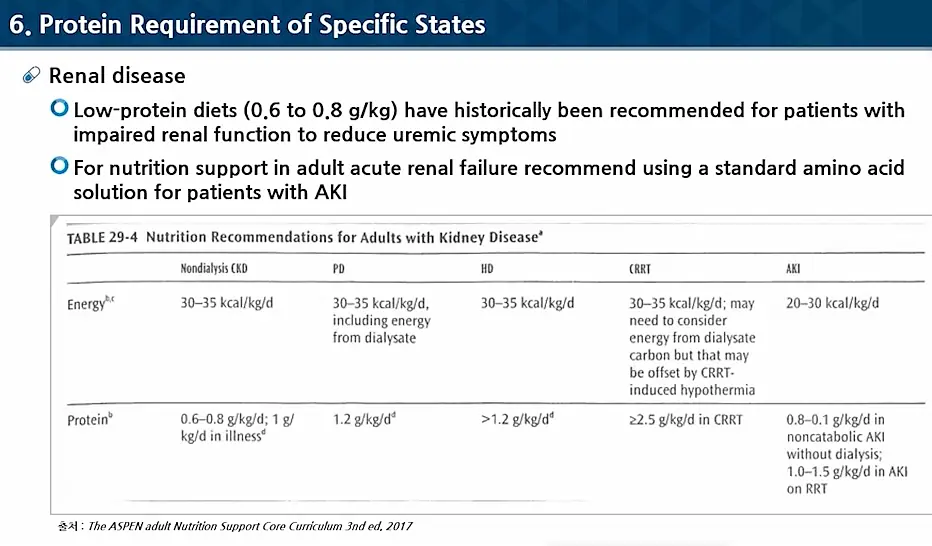 6. Protein Requirement of Specific States
Renal disease
Low-protein diets (0.6 to 0.8 g/kg) have historically been recommended for patients with
impaired renal function to reduce uremic symptoms
For nutrition support in adult acute renal failure recommend using a standard amino acid
solution for patients with AKI
TABLE 29-4 Nutrition Recommendations for Adults with Kidney Diseaseᵃ
Nondialysis CKD PD HD CRRT AKI
Energyᵇ,ᶜ 30–35 kcal/kg/d 30–35 kcal/kg/d, 30–35 kcal/kg/d 30–35 kcal/kg/d; may 20–30 kcal/kg/d
including energy need to consider
from dialysate energy from dialysate
carbon but that may
be offset by CRRT-
induced hypothermia
Proteinᵇ 0.6–0.8 g/kg/d; 1 g/ 1.2 g/kg/dᵈ >1.2 g/kg/dᵈ ≥2.5 g/kg/d in CRRT 0.8–0.1 g/kg/d in
kg/d in illnessᵈ noncatabolic AKI
without dialysis;
1.0–1.5 g/kg/d in AKI
on RRT
출처 : The ASPEN adult Nutrition Support Core Curriculum 3nd ed, 2017